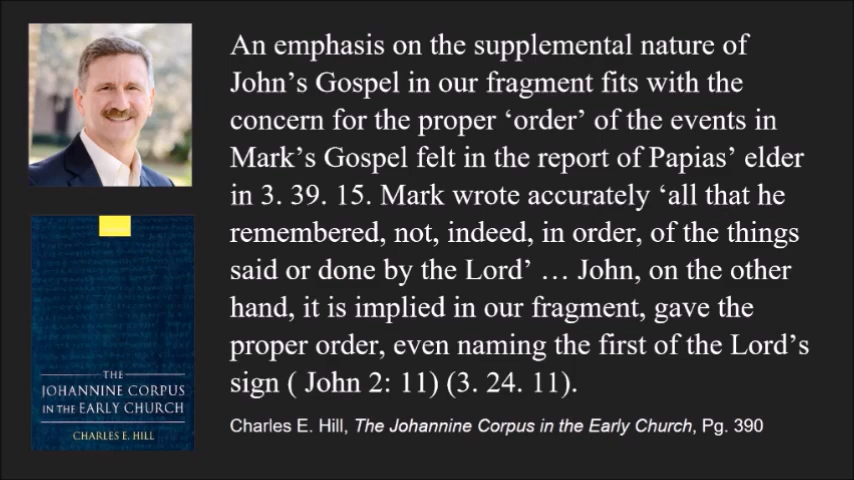 An emphasis on the supplemental nature of
John's Gospel in our fragment fits with the
concern for the proper 'order' of the events in
Mark's Gospel felt in the report of Papias' elder
in 3. 39. 15. Mark wrote accurately 'all that he
remembered, not, indeed, in order, of the things
said or done by the Lord' … John, on the other
hand, it is implied in our fragment, gave the
proper order, even naming the first of the Lord's
sign ( John 2: 11) (3. 24. 11).
Charles E. Hill, The Johannine Corpus in the Early Church, Pg. 390
THE
JOHANNINE CORPUS
IN THE EARLY CHURCH
CHARLES E. HILL